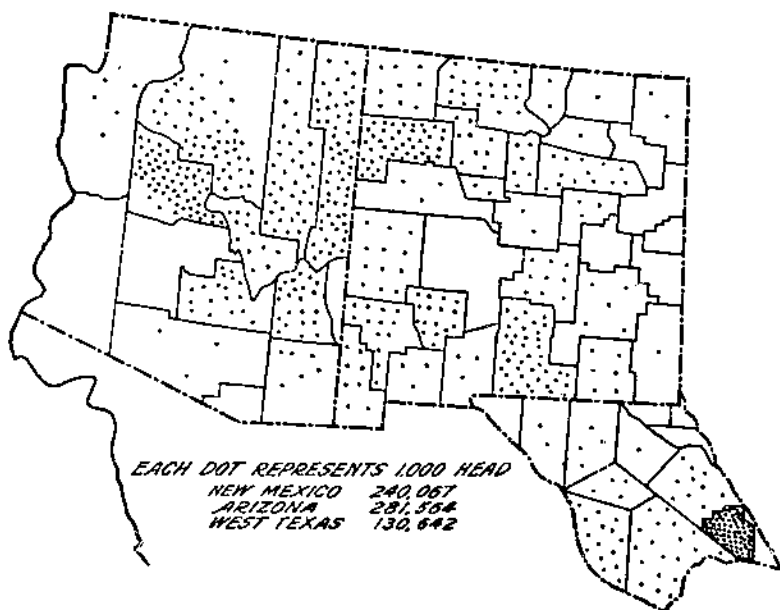 EACH DOT REPRESENTS 1,000 HEAD
NEW MEXICO 240,067
ARIZONA 281,564
WEST TEXAS 130,642